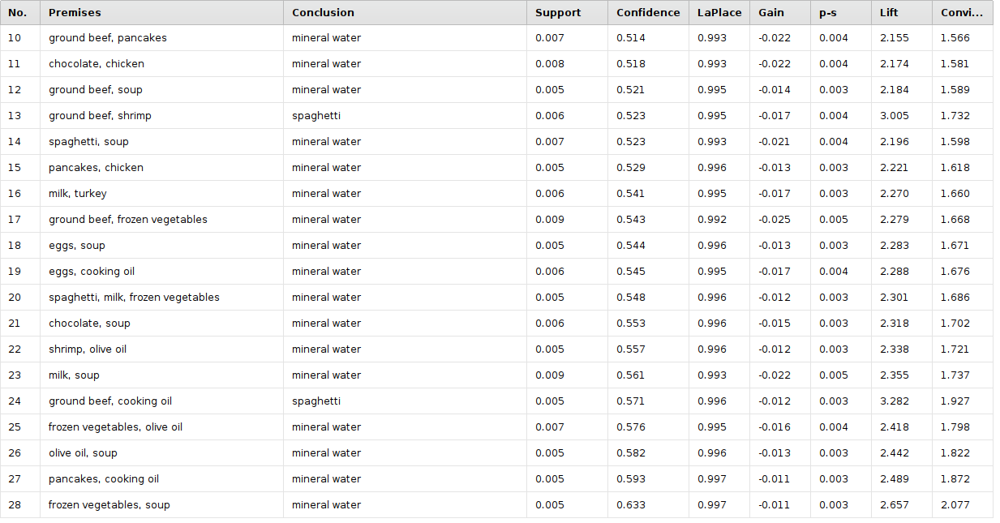 No. Premises Conclusion Support Confidence LaPlace Gain p-s Lift Convi...
10 ground beef, pancakes mineral water 0.007 0.514 0.993 -0.022 0.004 2.155 1.566
11 chocolate, chicken mineral water 0.008 0.518 0.993 -0.022 0.004 2.174 1.581
12 ground beef, soup mineral water 0.005 0.521 0.995 -0.014 0.003 2.184 1.589
13 ground beef, shrimp spaghetti 0.006 0.523 0.995 -0.017 0.004 3.005 1.732
14 spaghetti, soup mineral water 0.007 0.523 0.993 -0.021 0.004 2.196 1.598
15 pancakes, chicken mineral water 0.005 0.529 0.996 -0.013 0.003 2.221 1.618
16 milk, turkey mineral water 0.006 0.541 0.995 -0.017 0.003 2.270 1.660
17 ground beef, frozen vegetables mineral water 0.009 0.543 0.992 -0.025 0.005 2.279 1.668
18 eggs, soup mineral water 0.005 0.544 0.996 -0.013 0.003 2.283 1.671
19 eggs, cooking oil mineral water 0.006 0.545 0.995 -0.017 0.004 2.288 1.676
20 spaghetti, milk, frozen vegetables mineral water 0.005 0.548 0.996 -0.012 0.003 2.301 1.686
21 chocolate, soup mineral water 0.006 0.553 0.996 -0.015 0.003 2.318 1.702
22 shrimp, olive oil mineral water 0.005 0.557 0.996 -0.012 0.003 2.338 1.721
23 milk, soup mineral water 0.009 0.561 0.993 -0.022 0.005 2.355 1.737
24 ground beef, cooking oil spaghetti 0.005 0.571 0.996 -0.012 0.003 3.282 1.927
25 frozen vegetables, olive oil mineral water 0.007 0.576 0.995 -0.016 0.004 2.418 1.798
26 olive oil, soup mineral water 0.005 0.582 0.996 -0.013 0.003 2.442 1.822
27 pancakes, cooking oil mineral water 0.005 0.593 0.997 -0.011 0.003 2.489 1.872
28 frozen vegetables, soup mineral water 0.005 0.633 0.997 -0.011 0.003 2.657 2.077